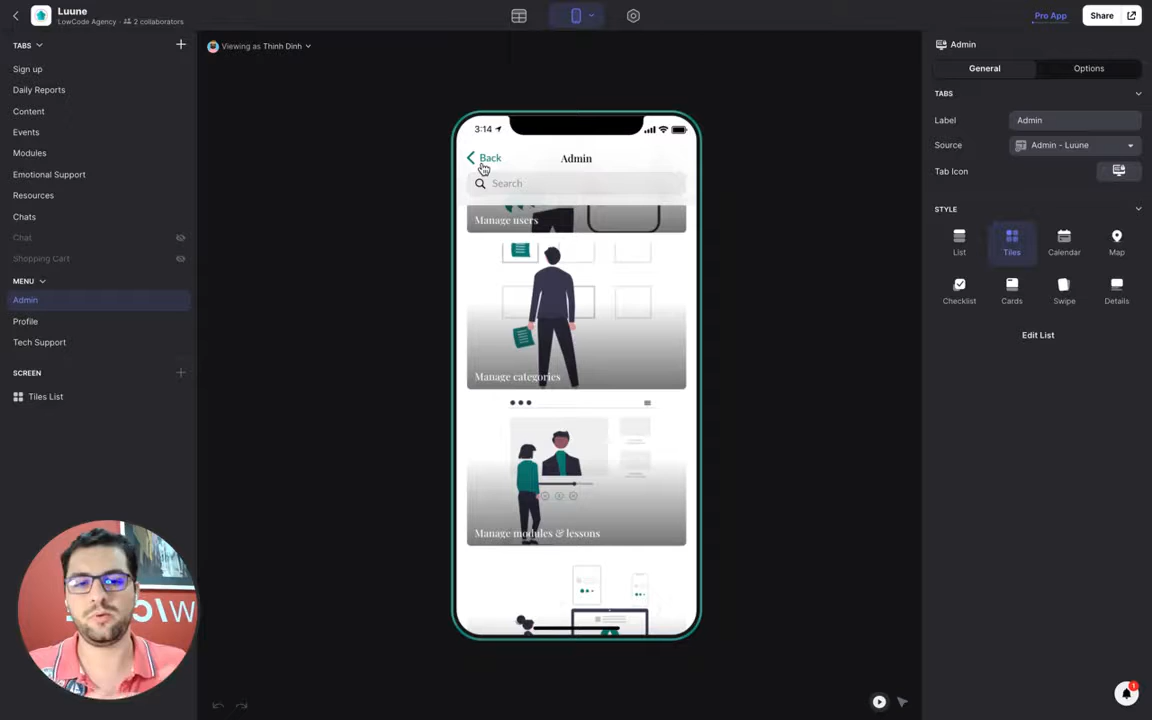 Luune
LowCode Agency · 2 collaborators
Pro App
Share
TABS
Sign up
Daily Reports
Content
Events
Modules
Emotional Support
Resources
Chats
Chat
Shopping Cart
MENU
Admin
Profile
Tech Support
SCREEN
Tiles List
Viewing as Thinh Dinh
3:14
Back
Admin
Search
Manage users
Manage categories
Manage modules & lessons
Admin
General
Options
TABS
Label
Admin
Source
Admin - Luune
Tab Icon
STYLE
List
Tiles
Calendar
Map
Checklist
Cards
Swipe
Details
Edit List
1